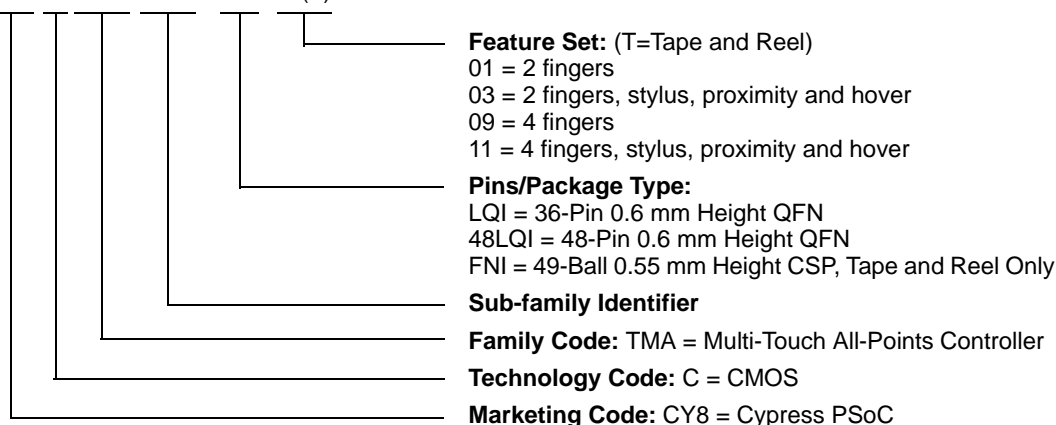 Feature Set: (T=Tape and Reel)
01 = 2 fingers
03 = 2 fingers, stylus, proximity and hover
09 = 4 fingers
11 = 4 fingers, stylus, proximity and hover
Pins/Package Type:
LQI = 36-Pin 0.6 mm Height QFN
48LQI = 48-Pin 0.6 mm Height QFN
FNI = 49-Ball 0.55 mm Height CSP, Tape and Reel Only
Sub-family Identifier
Family Code: TMA = Multi-Touch All-Points Controller
Technology Code: C = CMOS
Marketing Code: CY8 = Cypress PSoC